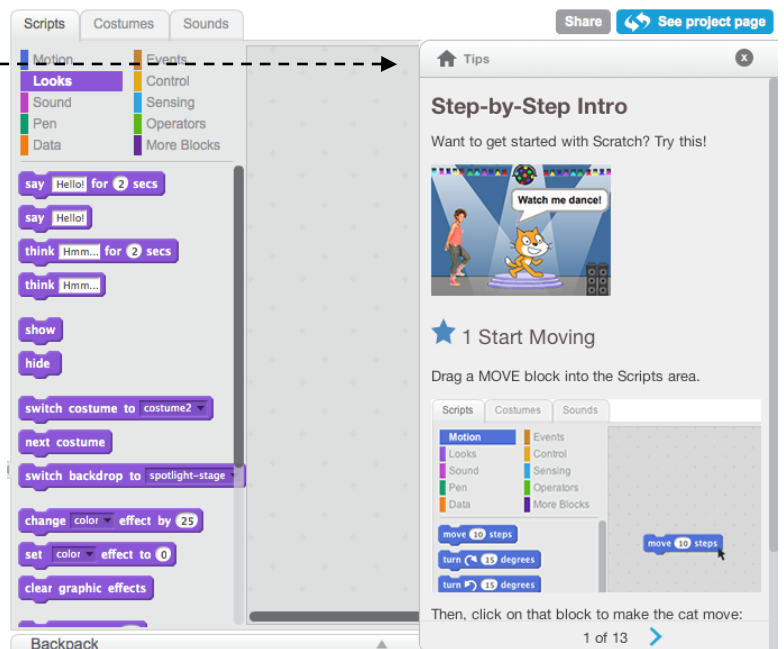 Scripts Costumes Sounds
Share See project page
Motion Events
Looks Control
Sound Sensing
Pen Operators
Data More Blocks
say Hello! for 2 secs
say Hello!
think Hmm... for 2 secs
think Hmm...
show
hide
switch costume to costume2
next costume
switch backdrop to spotlight-stage
change color effect by 25
set color effect to 0
clear graphic effects
Backpack
Tips
x
Step-by-Step Intro
Want to get started with Scratch? Try this!
Watch me dance!
1 Start Moving
Drag a MOVE block into the Scripts area.
Scripts Costumes Sounds
Motion Events
Looks Control
Sound Sensing
Pen Operators
Data More Blocks
move 10 steps
move 10 steps
turn 15 degrees
turn 15 degrees
Then, click on that block to make the cat move:
1 of 13